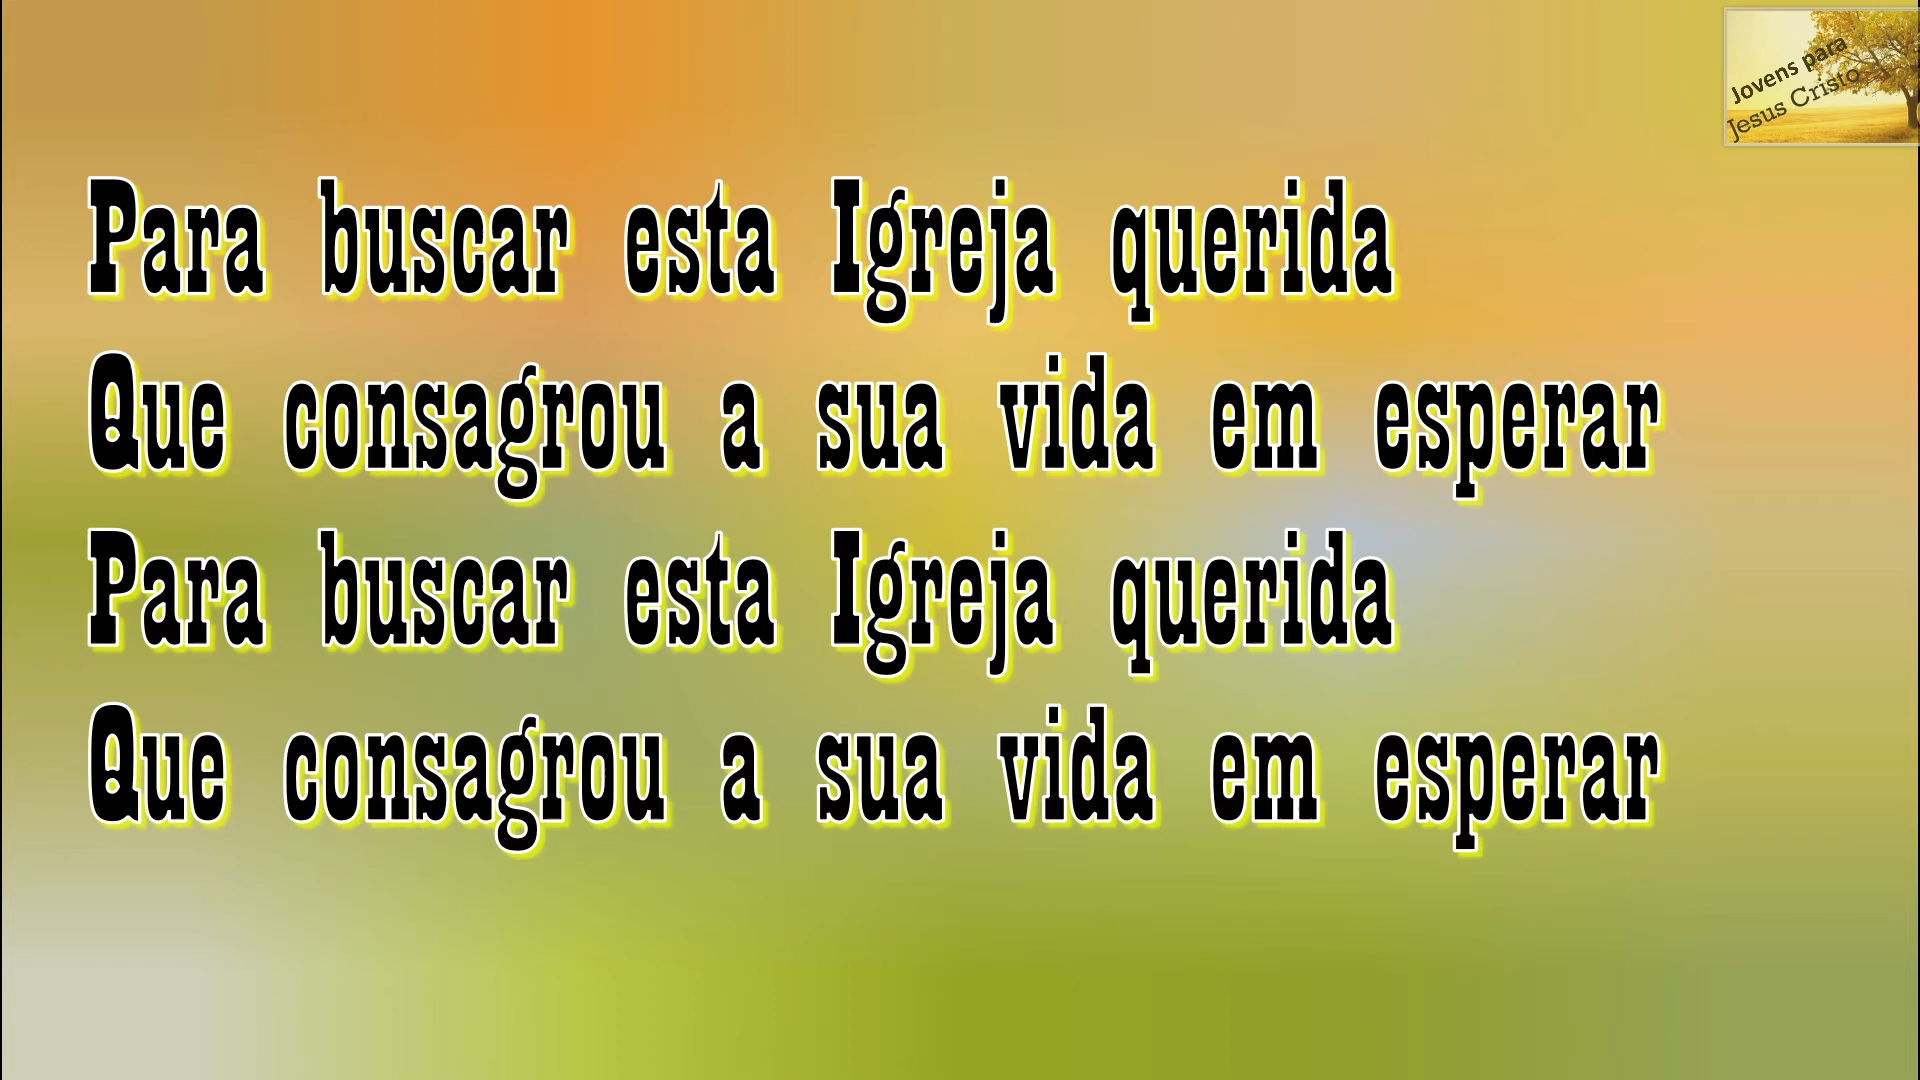 Jovens para
Jesus Cristo
Para buscar esta Igreja querida
Que consagrou a sua vida em esperar
Para buscar esta Igreja querida
Que consagrou a sua vida em esperar